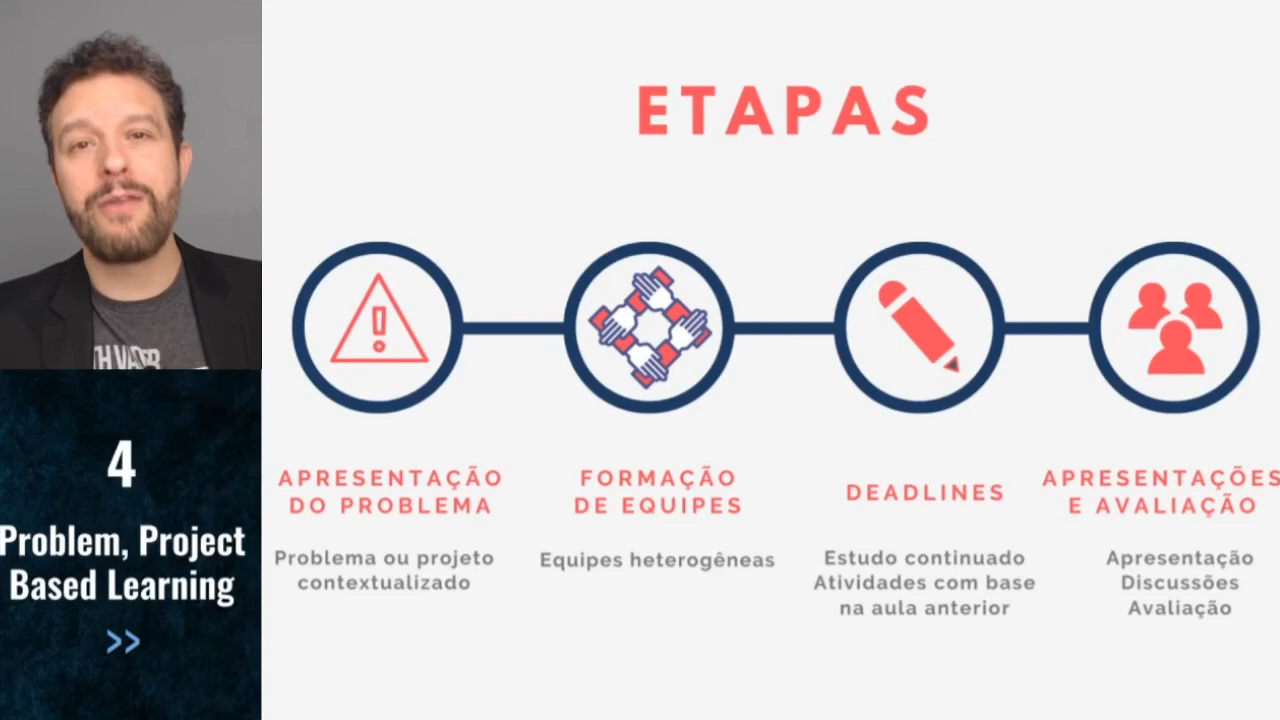 ETAPAS
APRESENTAÇÃO
DO PROBLEMA
Problema ou projeto
contextualizado
FORMAÇÃO
DE EQUIPES
Equipes heterogêneas
DEADLINES
Estudo continuado
Atividades com base
na aula anterior
APRESENTAÇÕES
E AVALIAÇÃO
Apresentação
Discussões
Avaliação
4
Problem, Project
Based Learning
>>